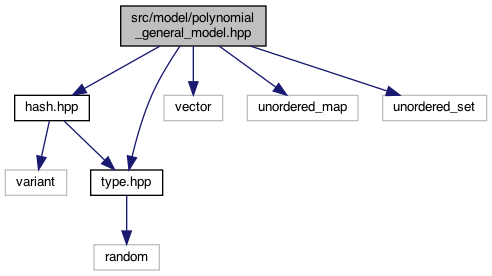 src/model/polynomial
_general_model.hpp
hash.hpp
vector
unordered_map
unordered_set
variant
type.hpp
random